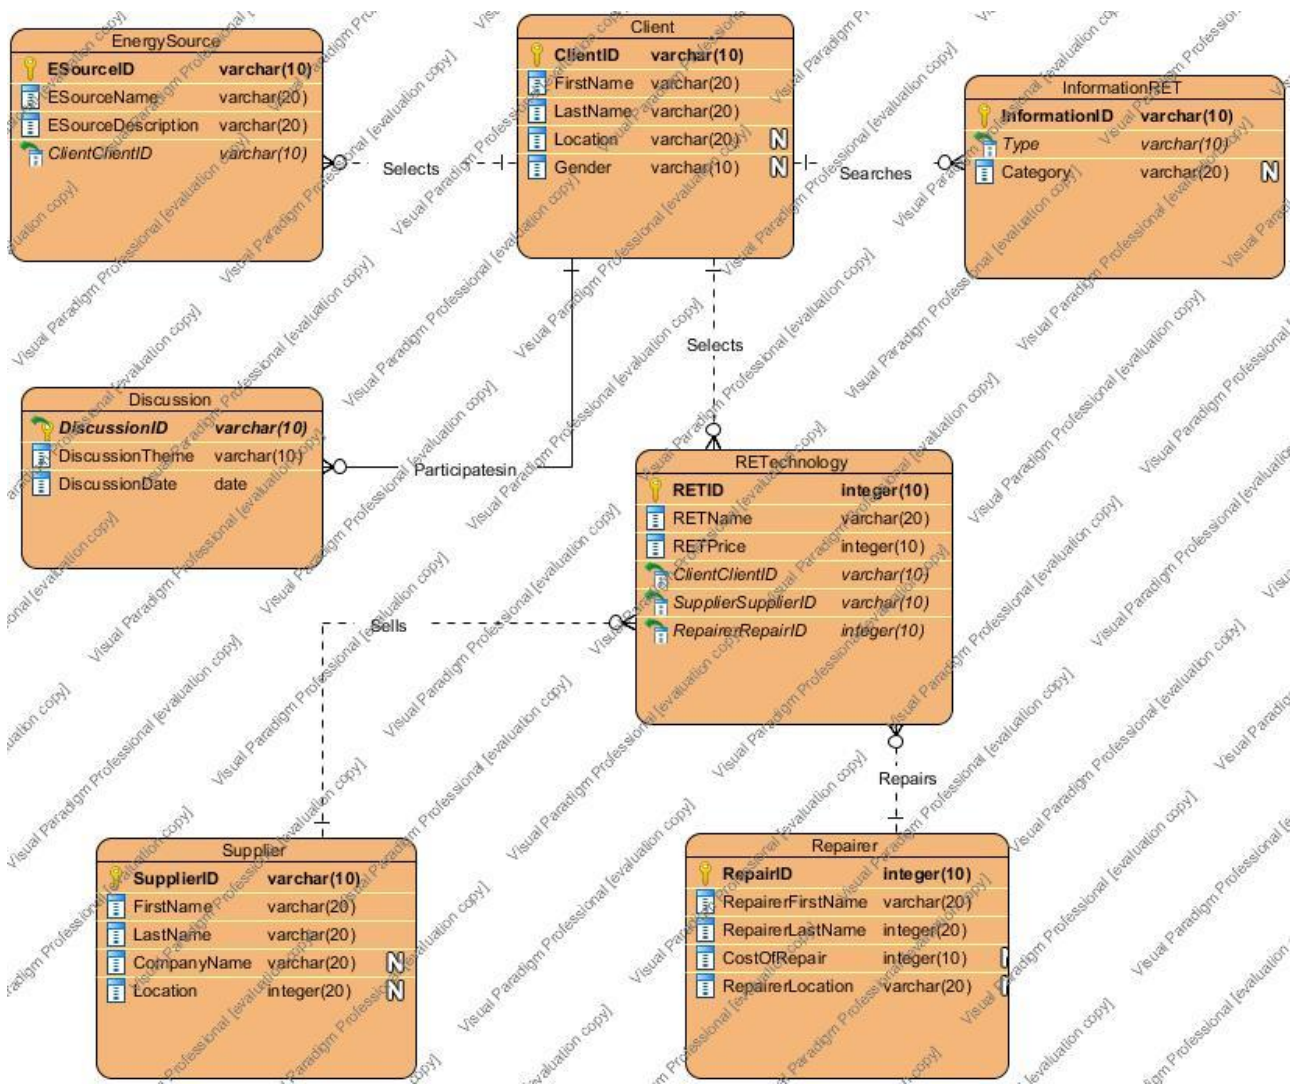 EnergySource
ESourceID varchar(10)
ESourceName varchar(20)
ESourceDescription varchar(20)
ClientClientID varchar(10)
Client
ClientID varchar(10)
FirstName varchar(20)
LastName varchar(20)
Location varchar(20) N
Gender varchar(10) N
InformationRET
InformationID varchar(10)
Type varchar(10)
Category varchar(20) N
Selects
Searches
Selects
Discussion
DiscussionID varchar(10)
DiscussionTheme varchar(10)
DiscussionDate date
Participatesin
RETechnology
RETID integer(10)
RETName varchar(20)
RETPrice integer(10)
ClientClientID varchar(10)
SupplierSupplierID varchar(10)
RepairerRepairID integer(10)
Sells
Repairs
Supplier
SupplierID varchar(10)
FirstName varchar(20)
LastName varchar(20)
CompanyName varchar(20) N
Location integer(20) N
Repairer
RepairID integer(10)
RepairerFirstName varchar(20)
RepairerLastName integer(20)
CostOfRepair integer(10)
RepairerLocation varchar(20)
Visual Paradigm Professional [evaluation copy]